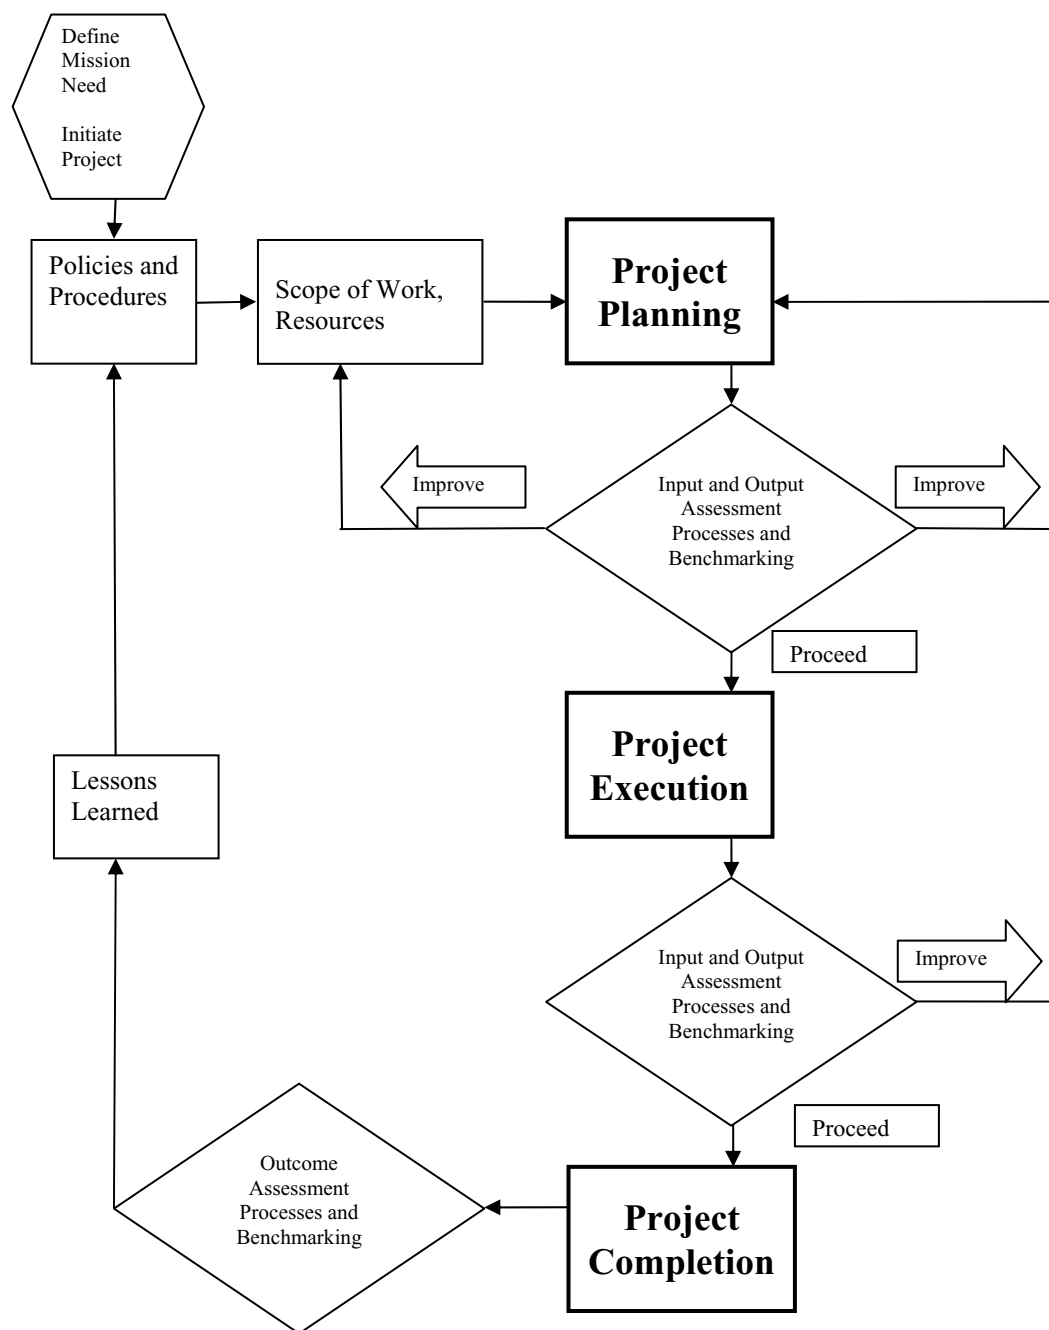 Define
Mission
Need
Initiate
Project
Policies and
Procedures
Scope of Work,
Resources
Project
Planning
Improve
Input and Output
Assessment
Processes and
Benchmarking
Improve
Proceed
Project
Execution
Lessons
Learned
Input and Output
Assessment
Processes and
Benchmarking
Improve
Proceed
Outcome
Assessment
Processes and
Benchmarking
Project
Completion